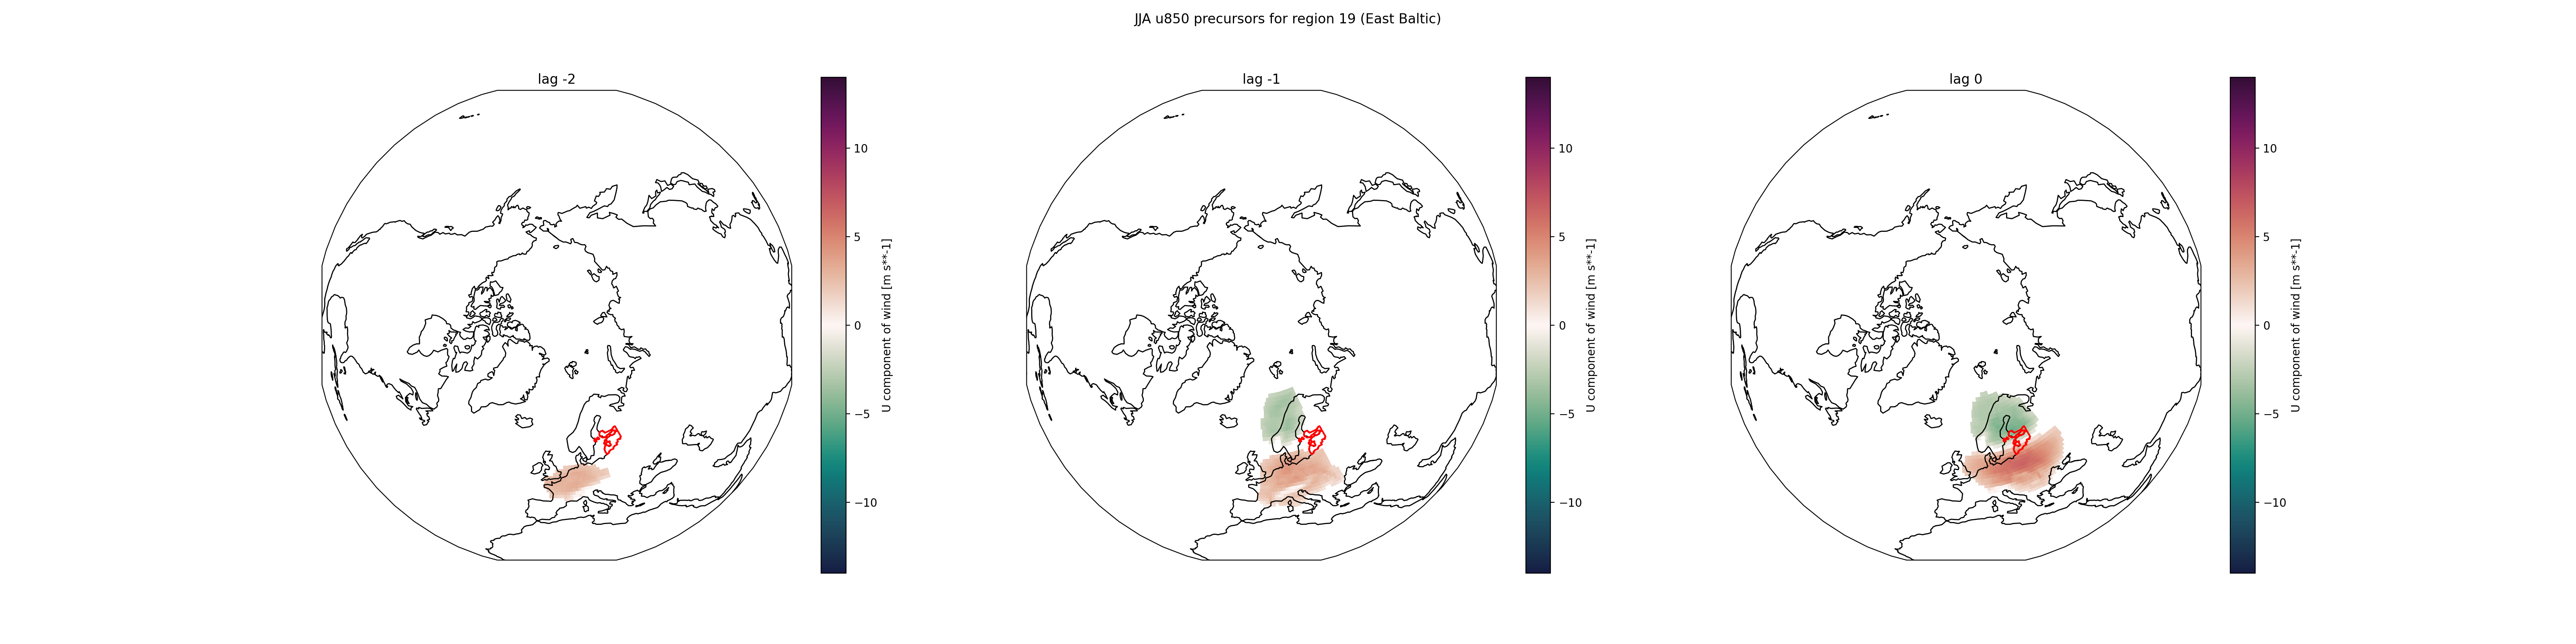 JJA u850 precursors for region 19 (East Baltic)
lag -2
10
5
0
−5
−10
U component of wind [m s**-1]
lag -1
10
5
0
−5
−10
U component of wind [m s**-1]
lag 0
10
5
0
−5
−10
U component of wind [m s**-1]